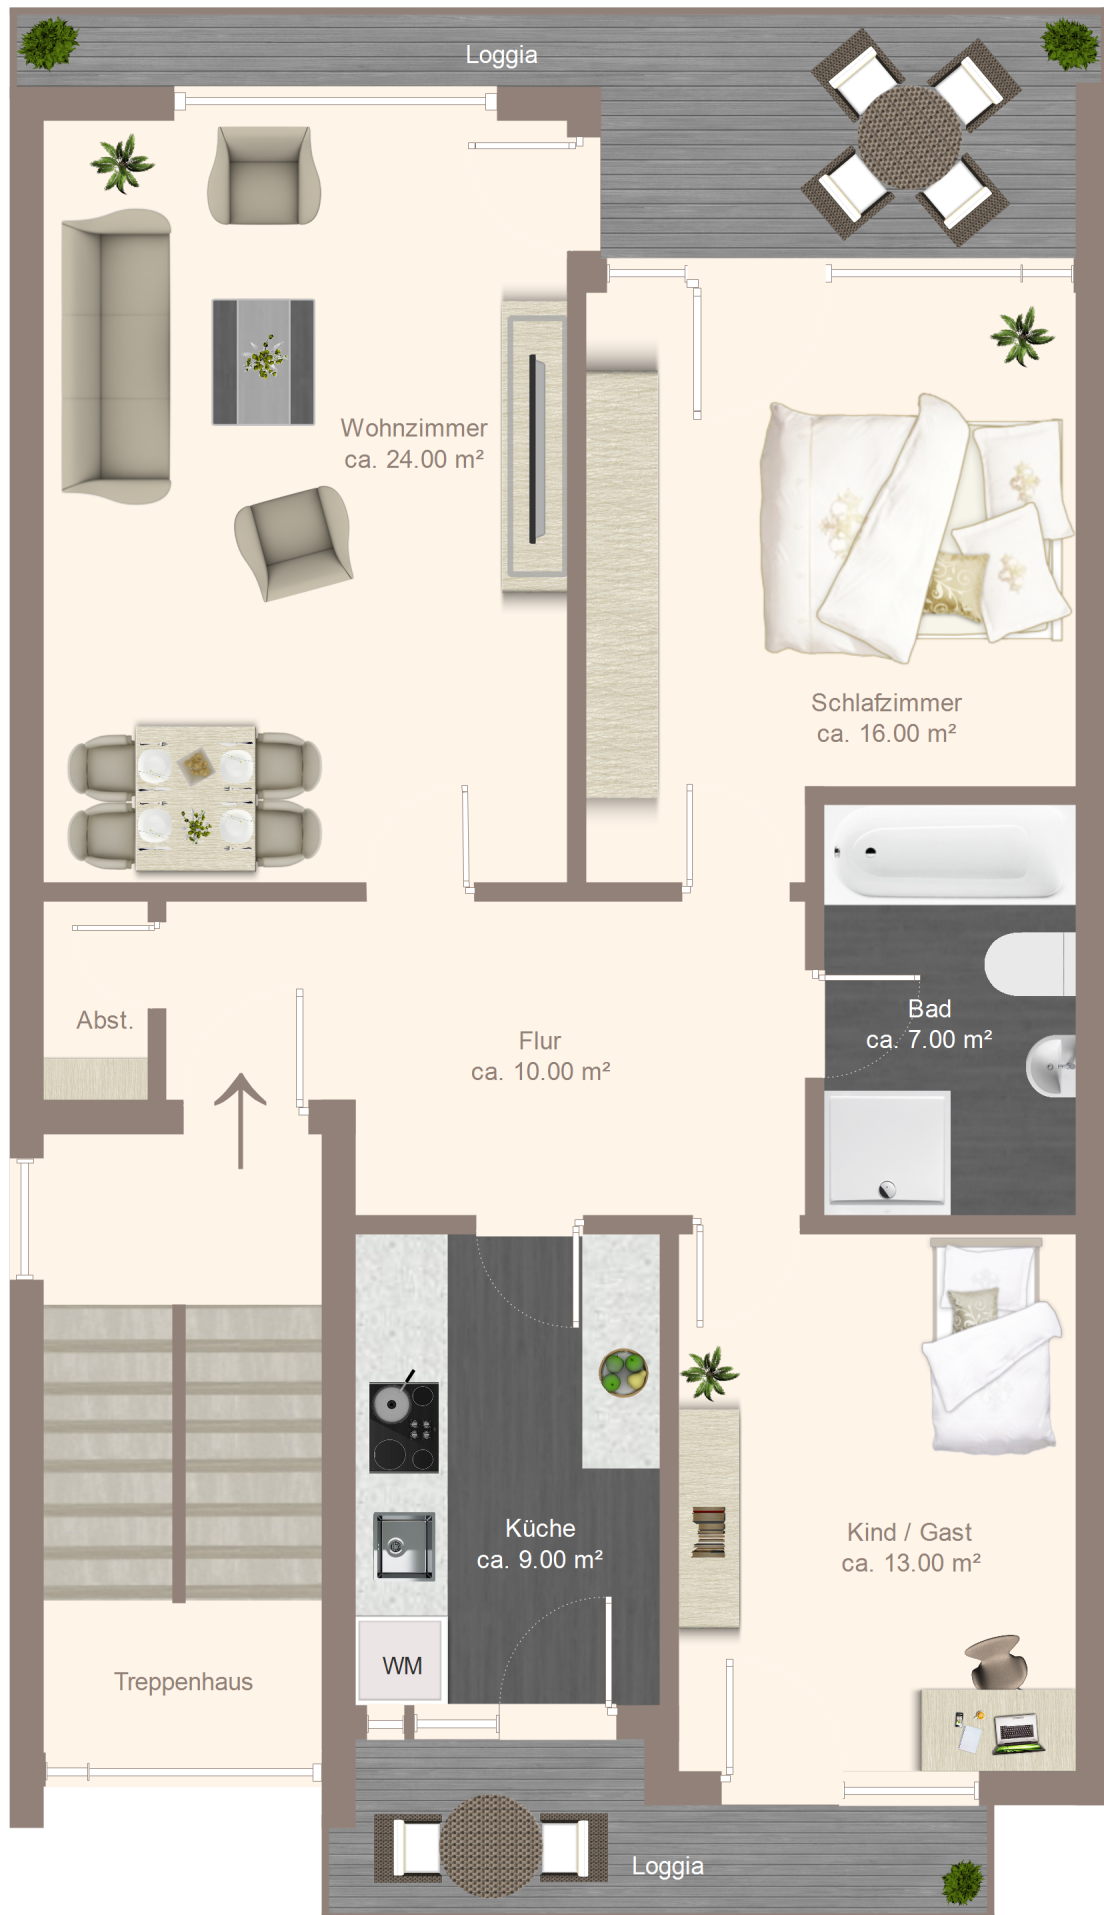 Loggia
Wohnzimmer
ca. 24.00 m²
Schlafzimmer
ca. 16.00 m²
Abst.
Bad
ca. 7.00 m²
Flur
ca. 10.00 m²
Küche
ca. 9.00 m²
Kind / Gast
ca. 13.00 m²
WM
Treppenhaus
Loggia